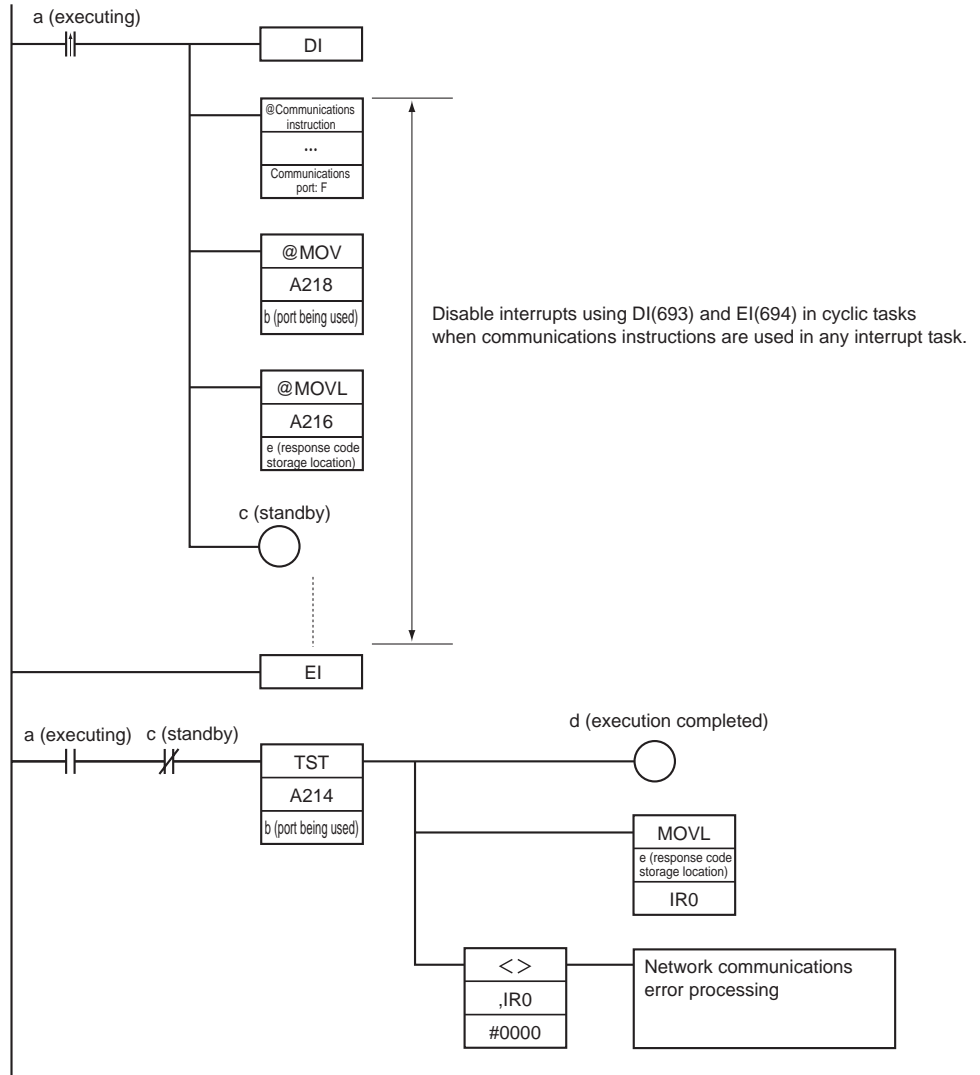 a (executing)
DI
@Communications
instruction
...
Communications
port: F
@MOV
A218
b (port being used)
Disable interrupts using DI(693) and EI(694) in cyclic tasks
when communications instructions are used in any interrupt task.
@MOVL
A216
e (response code
storage location)
c (standby)
EI
a (executing)
c (standby)
TST
A214
b (port being used)
d (execution completed)
MOVL
e (response code
storage location)
IR0
<>
,IR0
#0000
Network communications
error processing